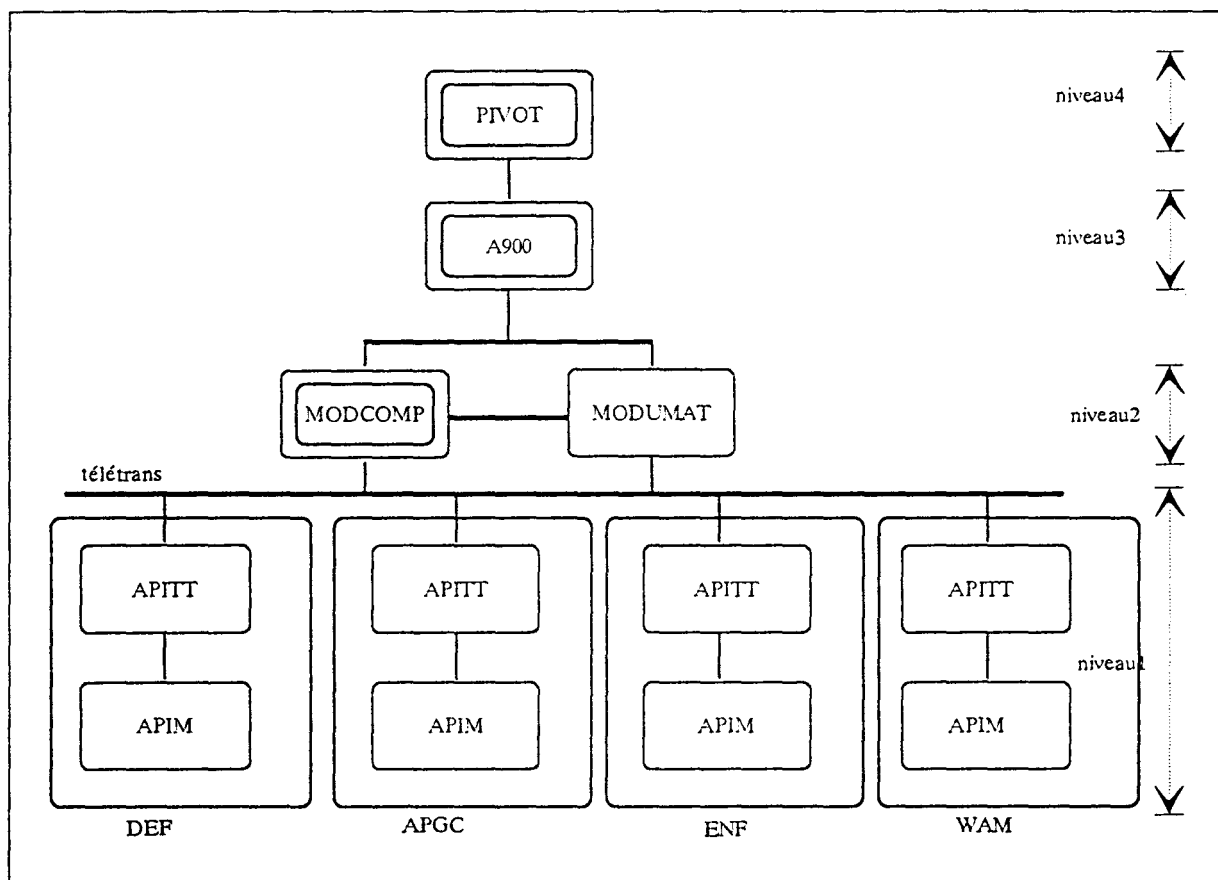 niveau4
PIVOT
niveau3
A900
MODCOMP
MODUMAT
niveau2
télétrans
APITT
APITT
APITT
APITT
niveau1
APIM
APIM
APIM
APIM
DEF
APGC
ENF
WAM